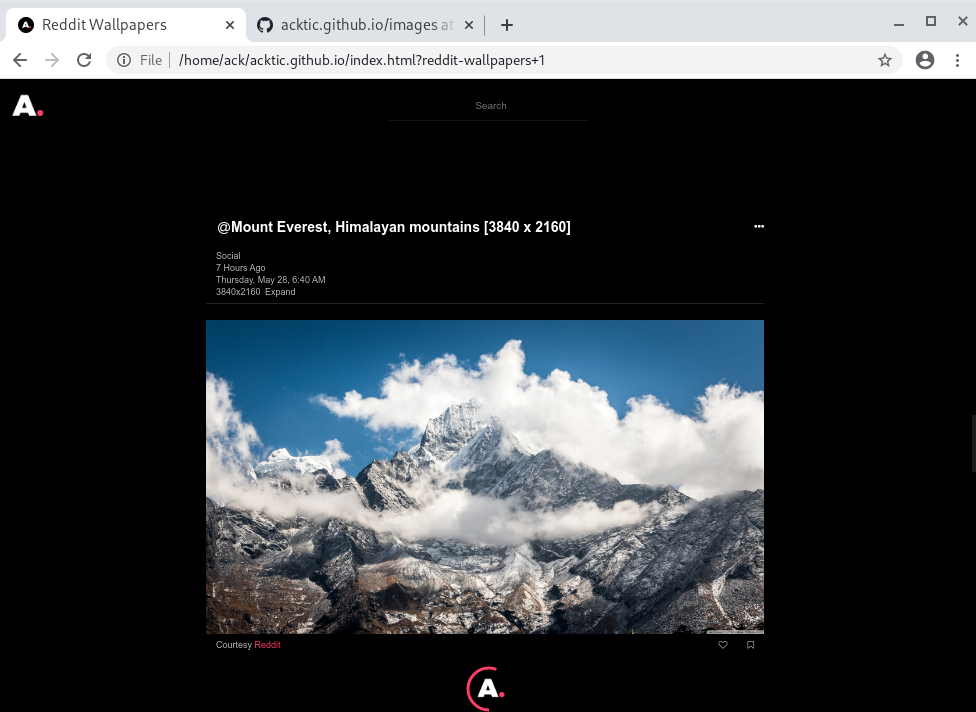 Reddit Wallpapers
acktic.github.io/images at
File
/home/ack/acktic.github.io/index.html?reddit-wallpapers+1
A.
Search
@Mount Everest, Himalayan mountains [3840 x 2160]
Social
7 Hours Ago
Thursday, May 28, 6:40 AM
3840x2160 Expand
Courtesy Reddit
A.